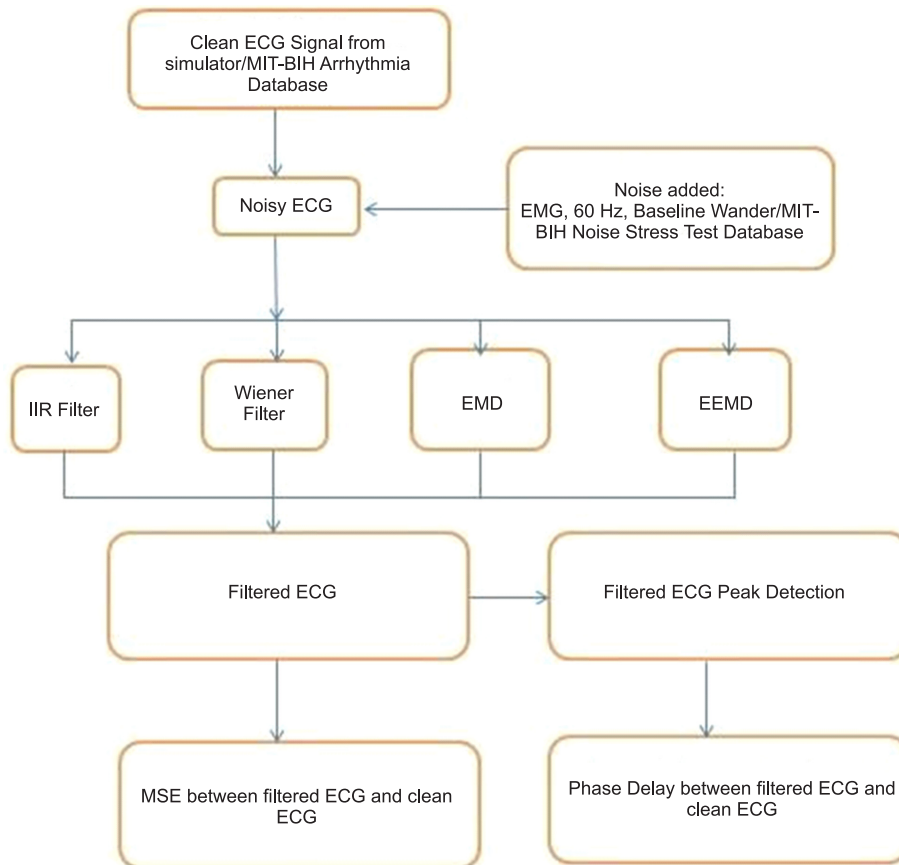 Clean ECG Signal from
simulator/MIT-BIH Arrhythmia
Database
Noisy ECG
Noise added:
EMG, 60 Hz, Baseline Wander/MIT-
BIH Noise Stress Test Database
IIR Filter
Wiener
Filter
EMD
EEMD
Filtered ECG
Filtered ECG Peak Detection
MSE between filtered ECG and clean
ECG
Phase Delay between filtered ECG and
clean ECG